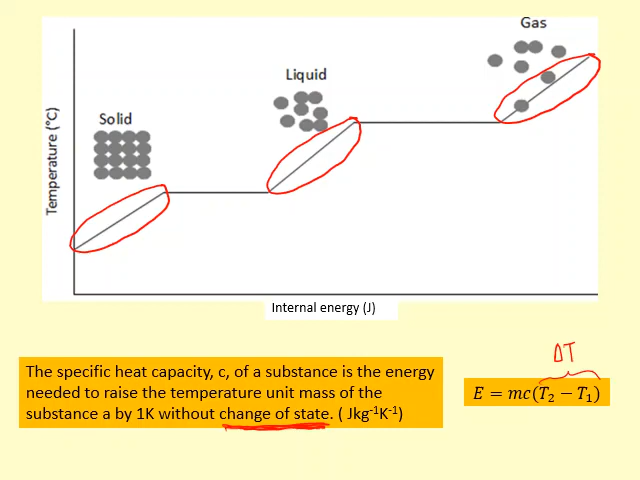 Gas
Liquid
Solid
Temperature (°C)
Internal energy (J)
ΔT
The specific heat capacity, c, of a substance is the energy
needed to raise the temperature unit mass of the
substance a by 1K without change of state. ( Jkg⁻¹K⁻¹)
E = mc(T₂ − T₁)